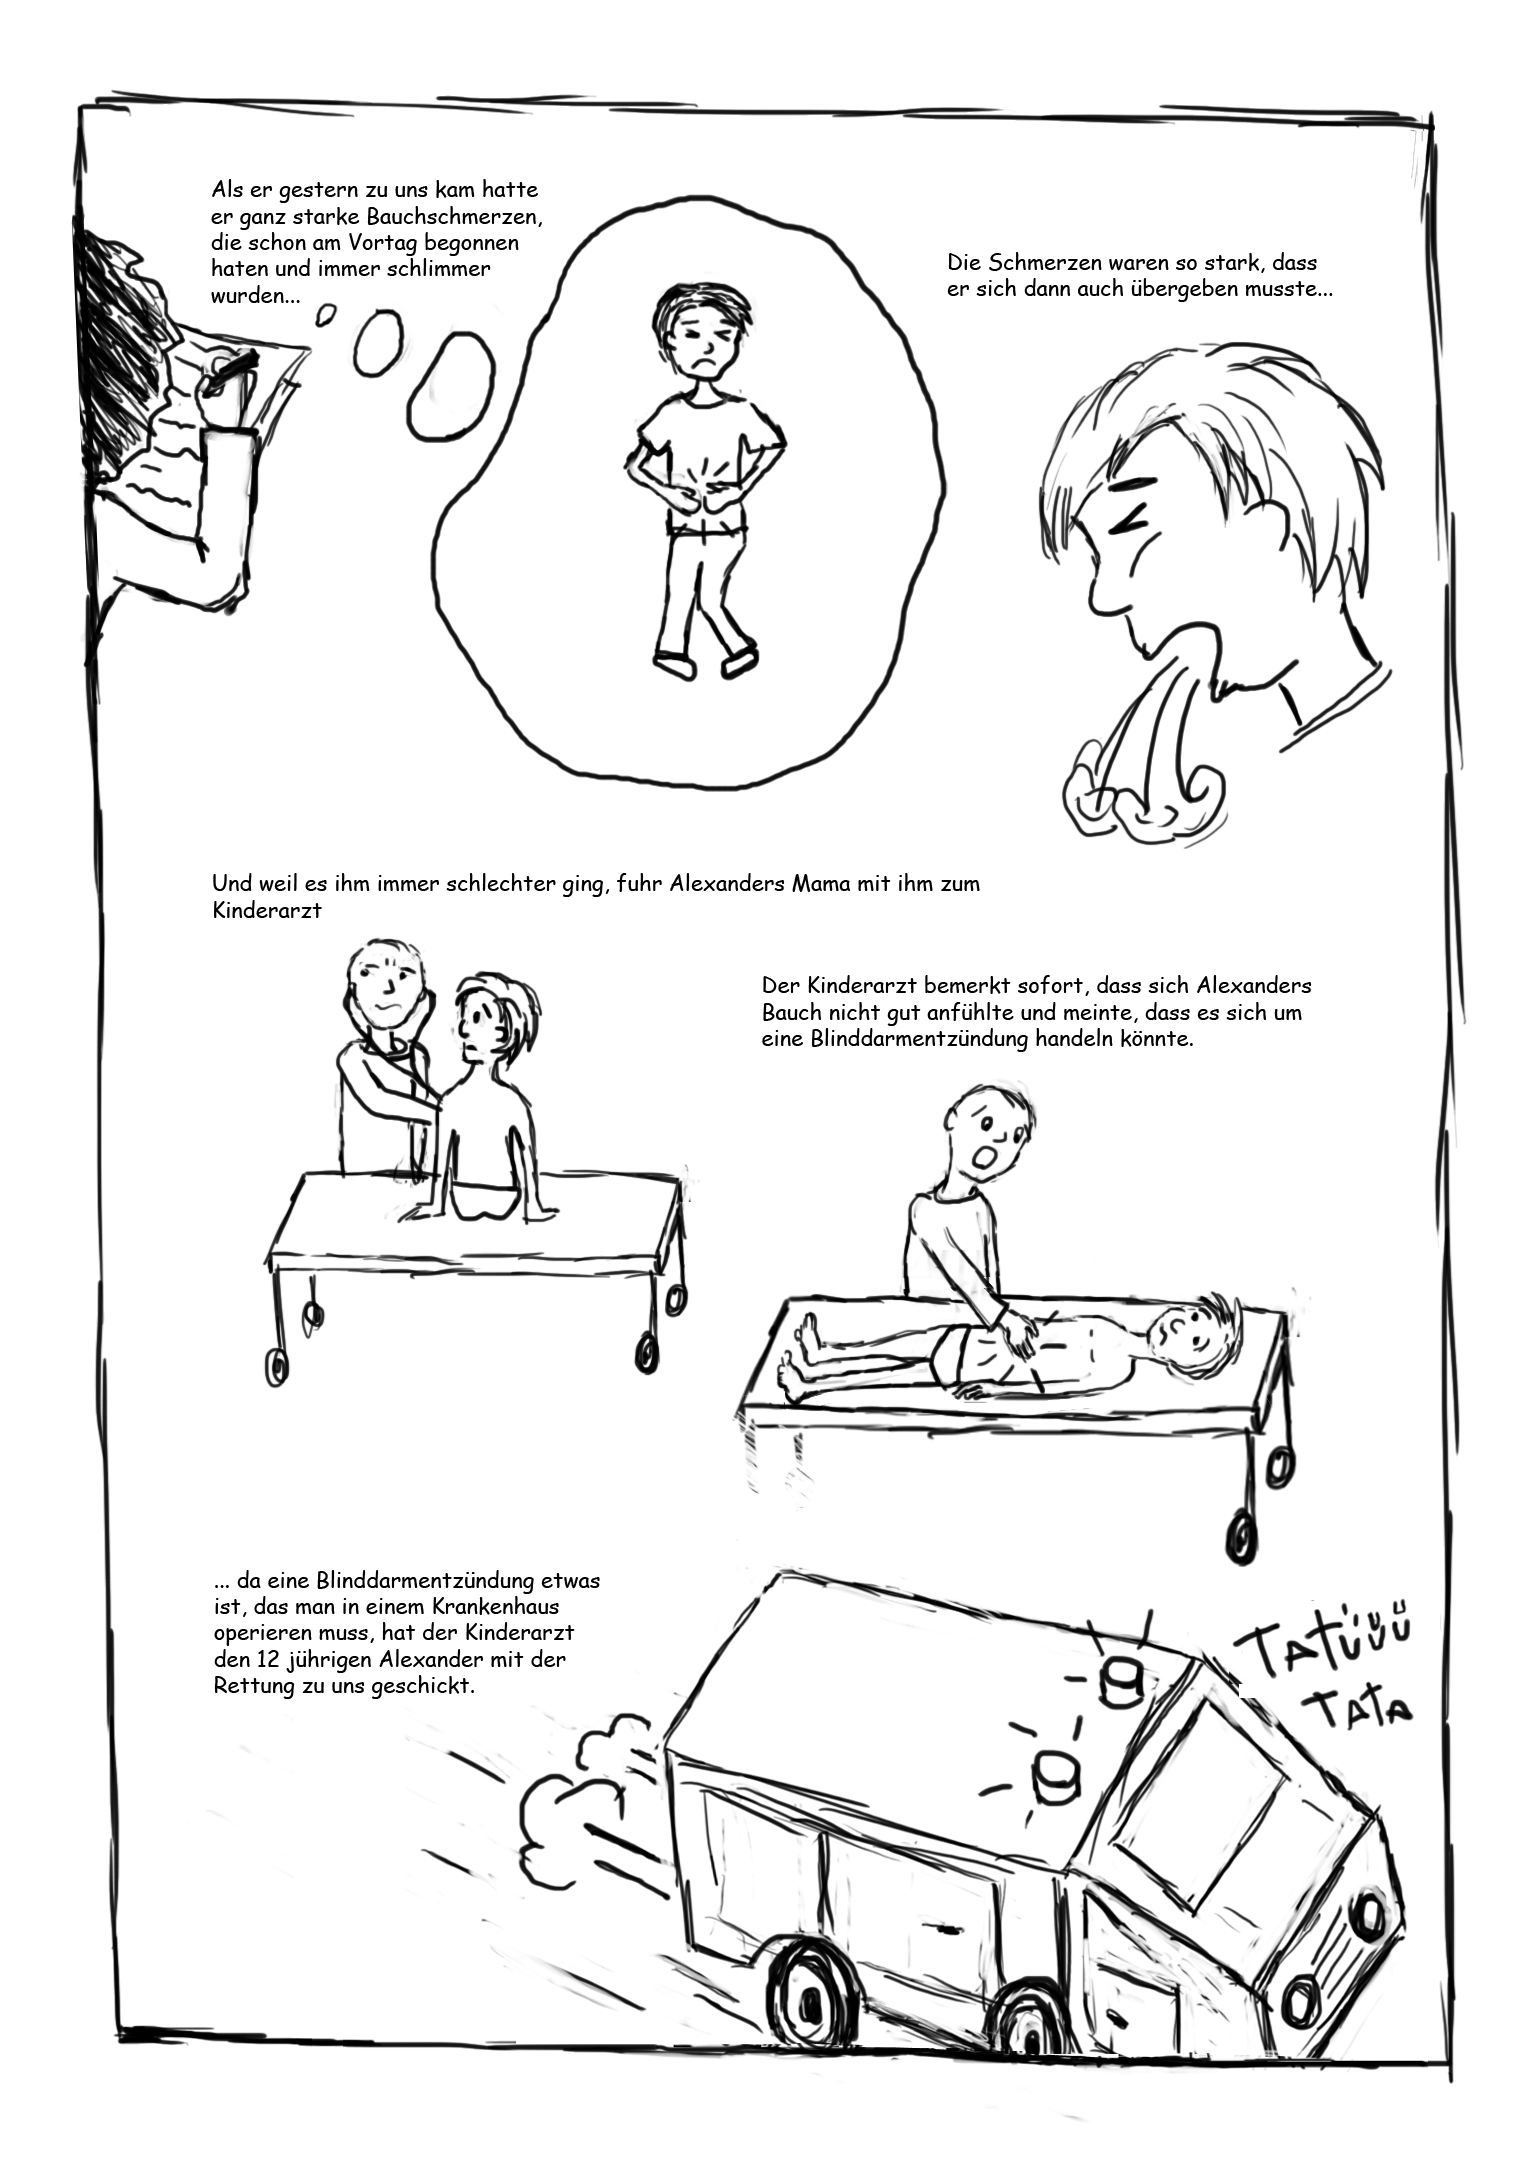 Als er gestern zu uns kam hatte
er ganz starke Bauchschmerzen,
die schon am Vortag begonnen
haten und immer schlimmer
wurden...
Die Schmerzen waren so stark, dass
er sich dann auch übergeben musste...
Und weil es ihm immer schlechter ging, fuhr Alexanders Mama mit ihm zum
Kinderarzt
Der Kinderarzt bemerkt sofort, dass sich Alexanders
Bauch nicht gut anfühlte und meinte, dass es sich um
eine Blinddarmentzündung handeln könnte.
... da eine Blinddarmentzündung etwas
ist, das man in einem Krankenhaus
operieren muss, hat der Kinderarzt
den 12 jührigen Alexander mit der
Rettung zu uns geschickt.
TATÜÜÜ
TATA